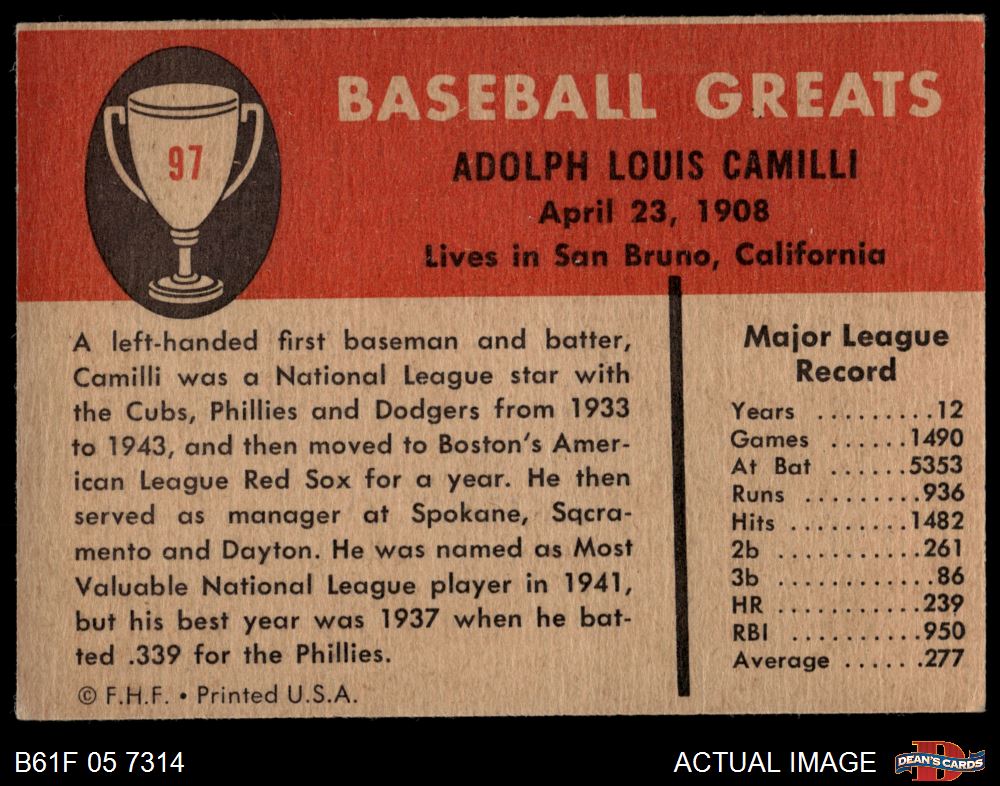 97
BASEBALL GREATS
ADOLPH LOUIS CAMILLI
April 23, 1908
Lives in San Bruno, California
A left-handed first baseman and batter,
Camilli was a National League star with
the Cubs, Phillies and Dodgers from 1933
to 1943, and then moved to Boston's Amer-
ican League Red Sox for a year. He then
served as manager at Spokane, Sqcra-
mento and Dayton. He was named as Most
Valuable National League player in 1941,
but his best year was 1937 when he bat-
ted .339 for the Phillies.
© F.H.F. • Printed U.S.A.
Major League
Record
Years .........12
Games ......1490
At Bat ......5353
Runs .........936
Hits .........1482
2b ...........261
3b ............86
HR ...........239
RBI ..........950
Average ......277
B61F 05 7314
ACTUAL IMAGE
D
DEAN'S CARDS